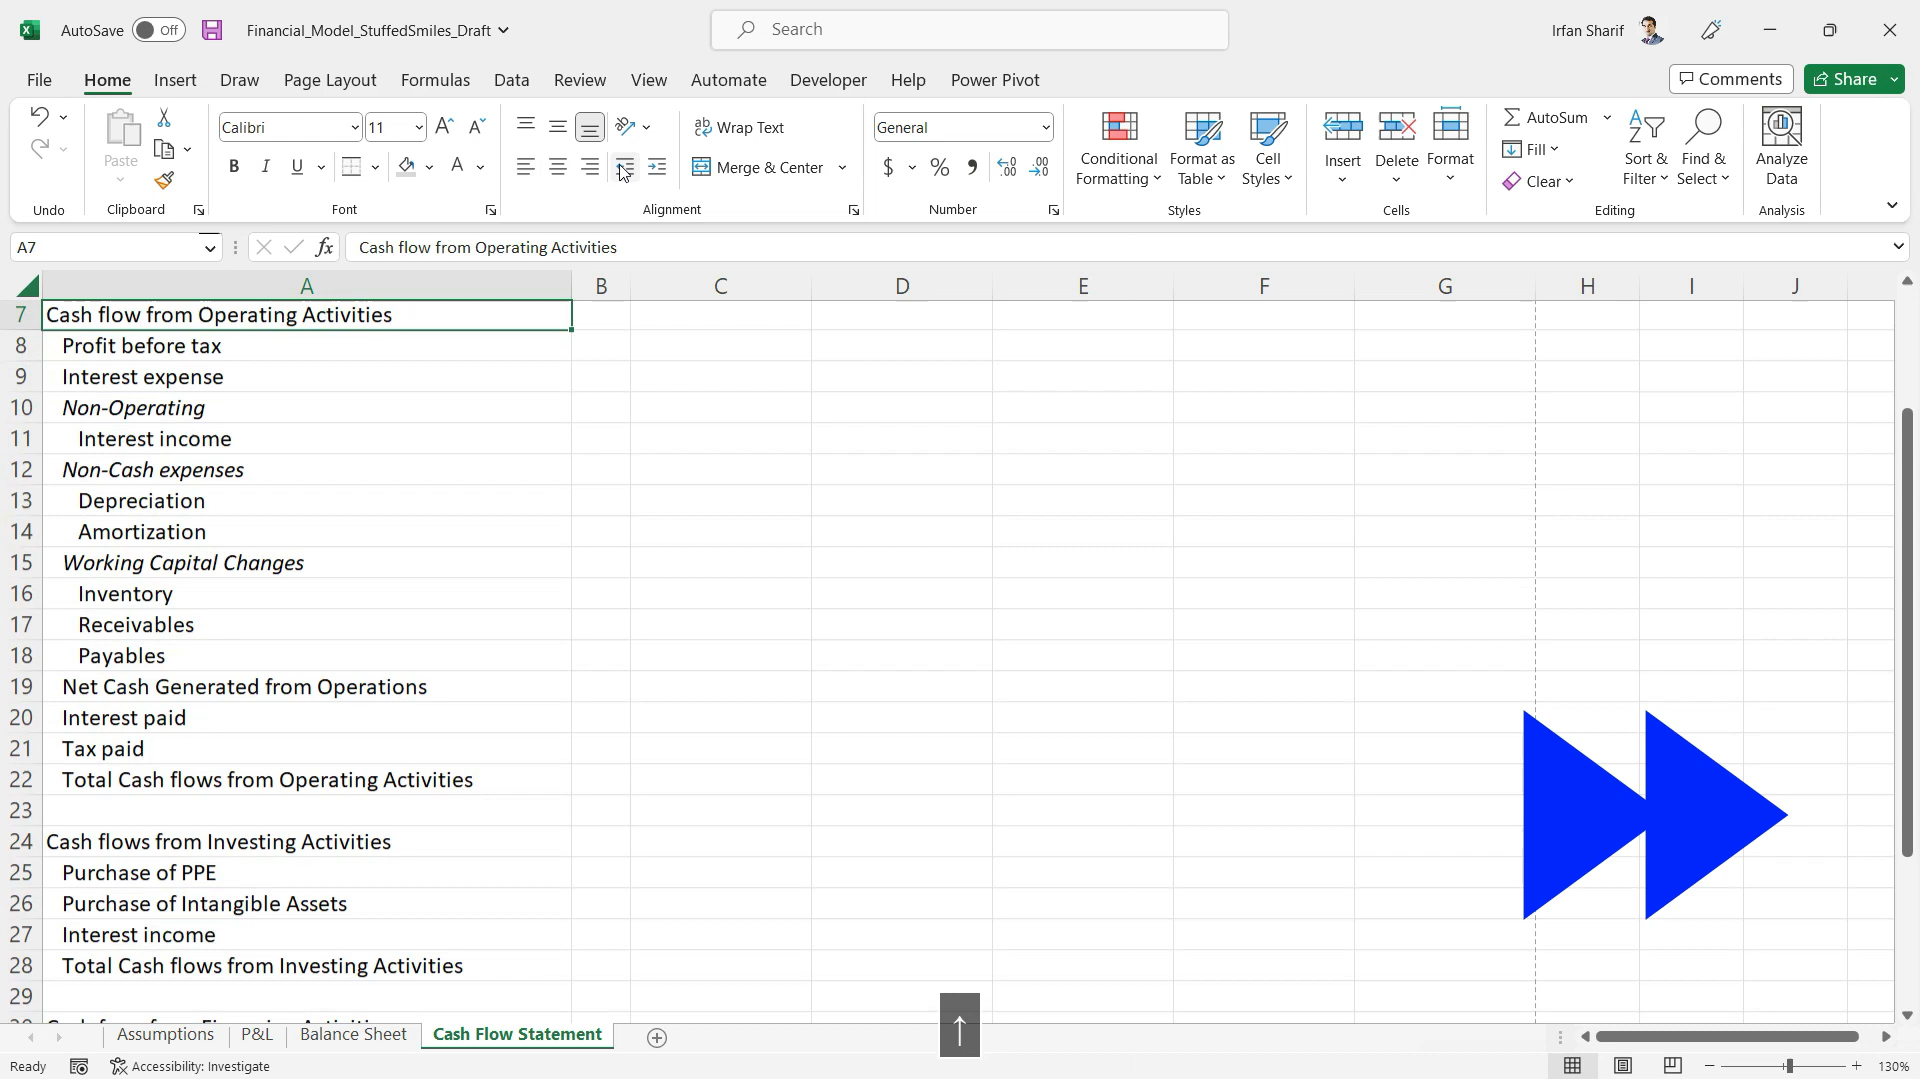 AutoSave Off Financial_Model_StuffedSmiles_Draft Search Irfan Sharif
File Home Insert Draw Page Layout Formulas Data Review View Automate Developer Help Power Pivot Comments Share
Paste
Undo
Clipboard
Calibri 11
B I U A
Font
ab Wrap Text
Merge & Center
Alignment
General
$ % ,
Number
Conditional Formatting
Format as Table
Cell Styles
Styles
Insert Delete Format
Cells
AutoSum
Fill
Clear
Sort & Filter
Find & Select
Editing
Analyze Data
Analysis
A7 fx Cash flow from Operating Activities
A B C D E F G H I J
7 Cash flow from Operating Activities
8 Profit before tax
9 Interest expense
10 Non-Operating
11 Interest income
12 Non-Cash expenses
13 Depreciation
14 Amortization
15 Working Capital Changes
16 Inventory
17 Receivables
18 Payables
19 Net Cash Generated from Operations
20 Interest paid
21 Tax paid
22 Total Cash flows from Operating Activities
23
24 Cash flows from Investing Activities
25 Purchase of PPE
26 Purchase of Intangible Assets
27 Interest income
28 Total Cash flows from Investing Activities
29
Assumptions P&L Balance Sheet Cash Flow Statement
Ready Accessibility: Investigate 130%